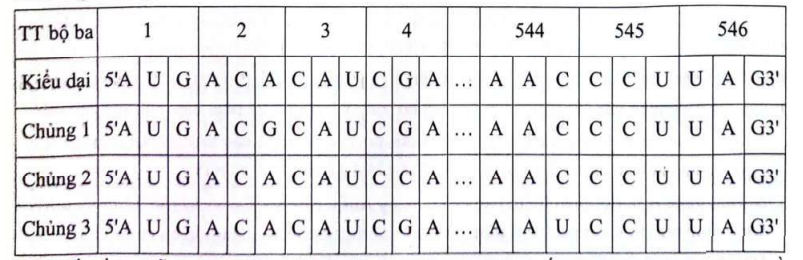 TT bộ ba 1 2 3 4 544 545 546
Kiểu dại 5'A U G A C A C A U C G A ... A A C C C U U A G3'
Chủng 1 5'A U G A C G C A U C G A ... A A C C C U U A G3'
Chủng 2 5'A U G A C A C A U C C A ... A A C C C U U A G3'
Chủng 3 5'A U G A C A C A U C G A ... A A U C C U U A G3'